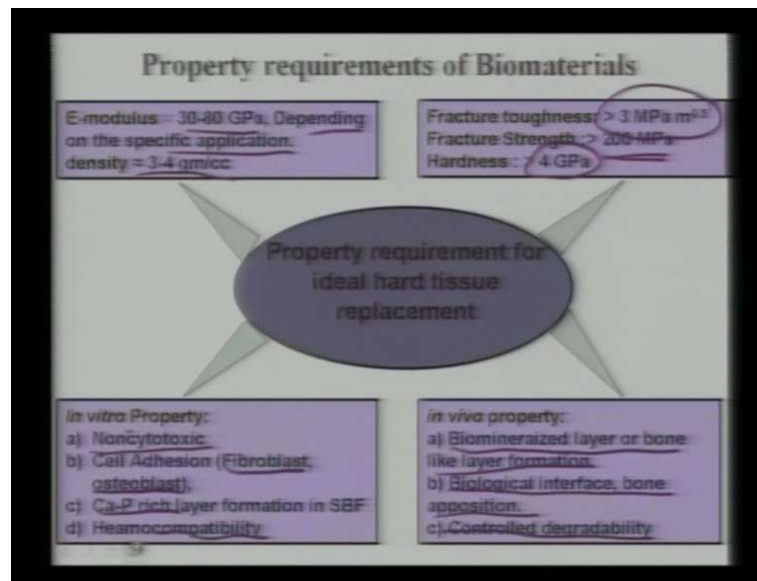 Property requirements of Biomaterials
E-modulus = 30-80 GPa, Depending
on the specific application.
density = 3-4 gm/cc
Fracture toughness: > 3 MPa m^0.5
Fracture Strength :> 200 MPa
Hardness : > 4 GPa
Property requirement for
ideal hard tissue
replacement
In vitro Property:
a) Noncytotoxic
b) Cell Adhesion (Fibroblast,
osteoblast),
c) Ca-P rich layer formation in SBF
d) Heamocompatibility
in vivo property:
a) Biomineraized layer or bone
like layer formation,
b) Biological interface, bone
apposition.
c) Controlled degradability